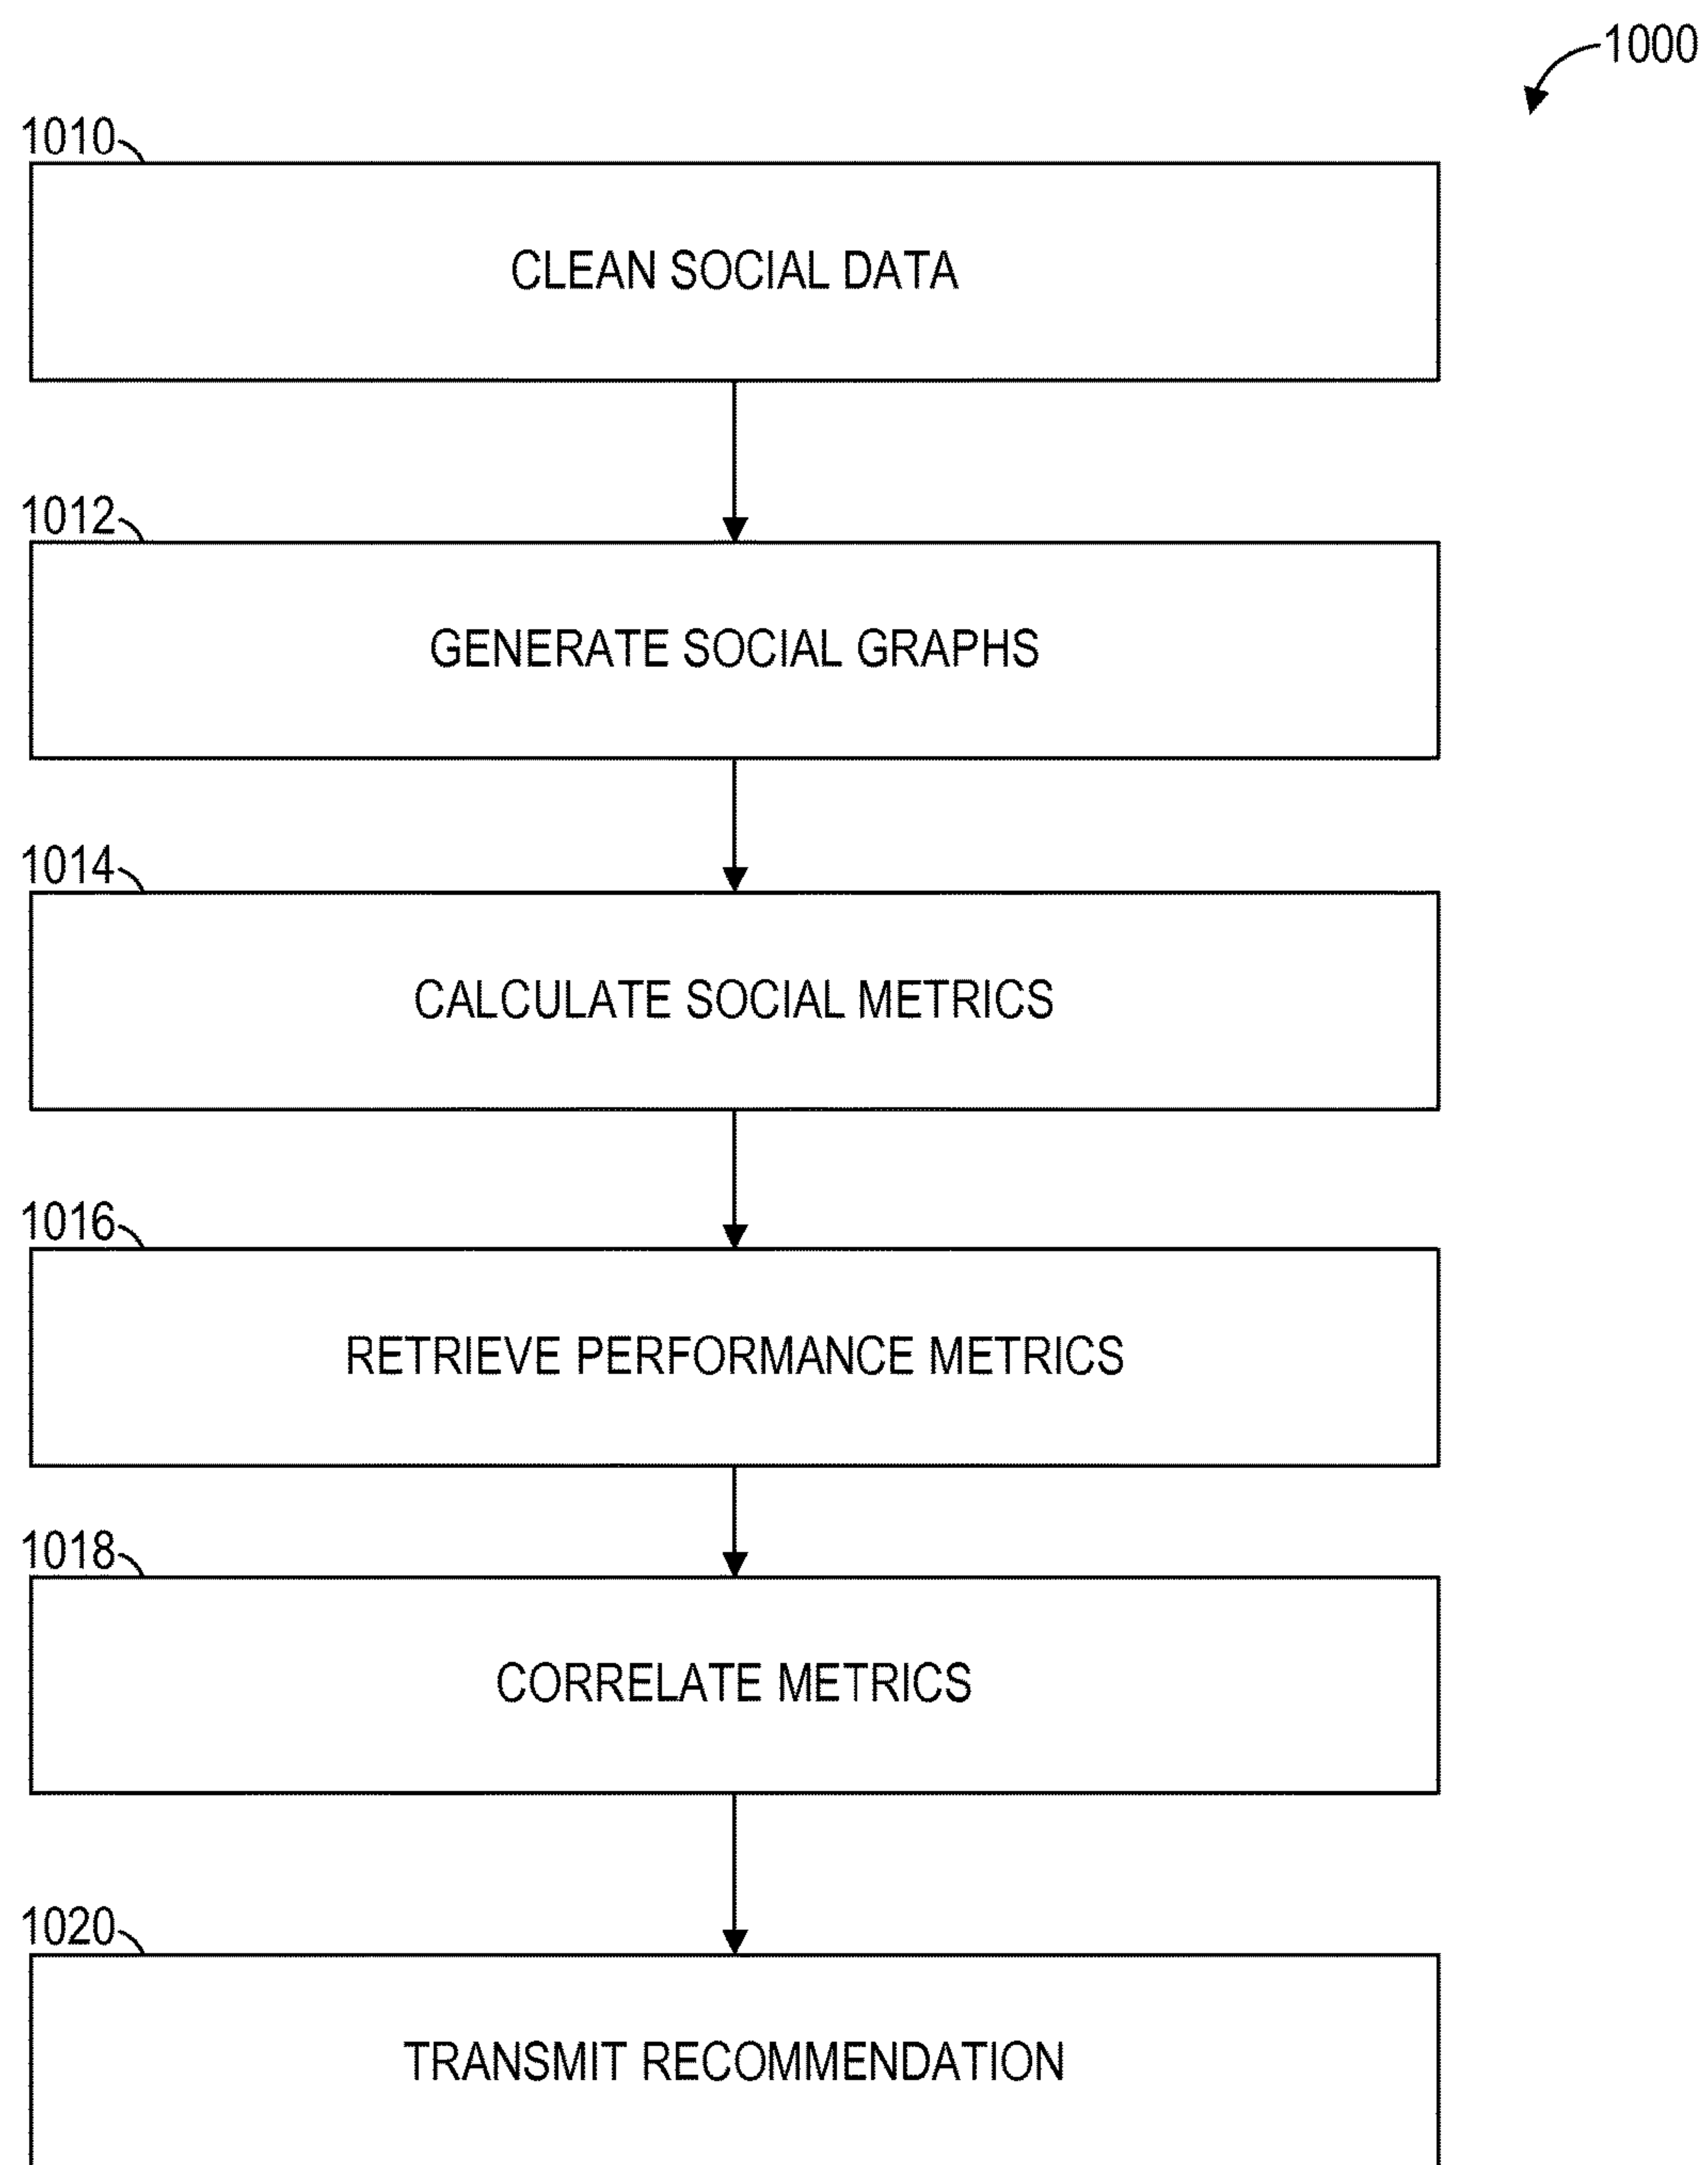 1000
1010
CLEAN SOCIAL DATA
1012
GENERATE SOCIAL GRAPHS
1014
CALCULATE SOCIAL METRICS
1016
RETRIEVE PERFORMANCE METRICS
1018
CORRELATE METRICS
1020
TRANSMIT RECOMMENDATION